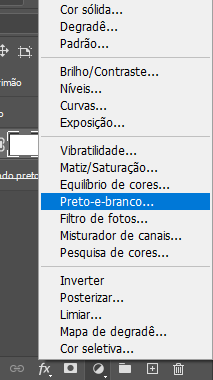 Cor sólida...
Degradê...
Padrão...
Brilho/Contraste...
Níveis...
Curvas...
Exposição...
Vibratilidade...
Matiz/Saturação...
Equilíbrio de cores...
Preto-e-branco...
Filtro de fotos...
Misturador de canais...
Pesquisa de cores...
Inverter
Posterizar...
Limiar...
Mapa de degradê...
Cor seletiva...
fx